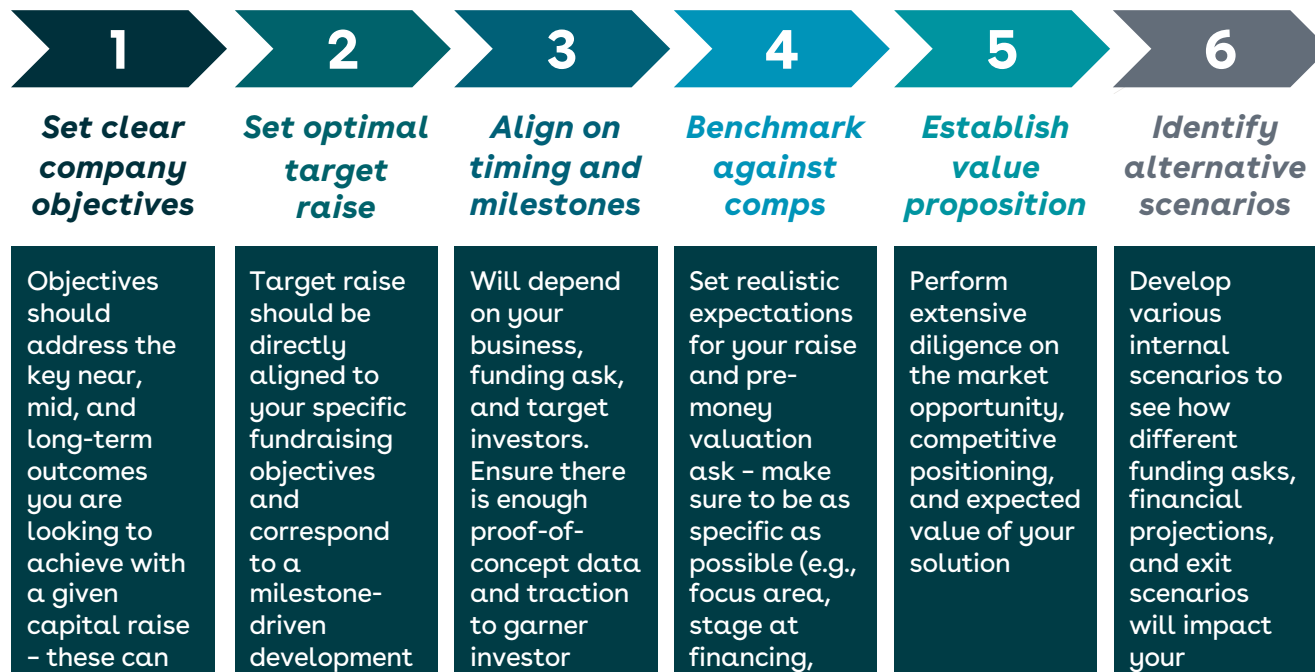 1
2
3
4
5
6
Set clear
company
objectives
Set optimal
target
raise
Align on
timing and
milestones
Benchmark
against
comps
Establish
value
proposition
Identify
alternative
scenarios
Objectives
should
address the
key near,
mid, and
long-term
outcomes
you are
looking to
achieve with
a given
capital raise
– these can
Target raise
should be
directly
aligned to
your specific
fundraising
objectives
and
correspond
to a
milestone-
driven
development
Will depend
on your
business,
funding ask,
and target
investors.
Ensure there
is enough
proof-of-
concept data
and traction
to garner
investor
Set realistic
expectations
for your raise
and pre-
money
valuation
ask – make
sure to be as
specific as
possible (e.g.,
focus area,
stage at
financing,
Perform
extensive
diligence on
the market
opportunity,
competitive
positioning,
and expected
value of your
solution
Develop
various
internal
scenarios to
see how
different
funding asks,
financial
projections,
and exit
scenarios
will impact
your